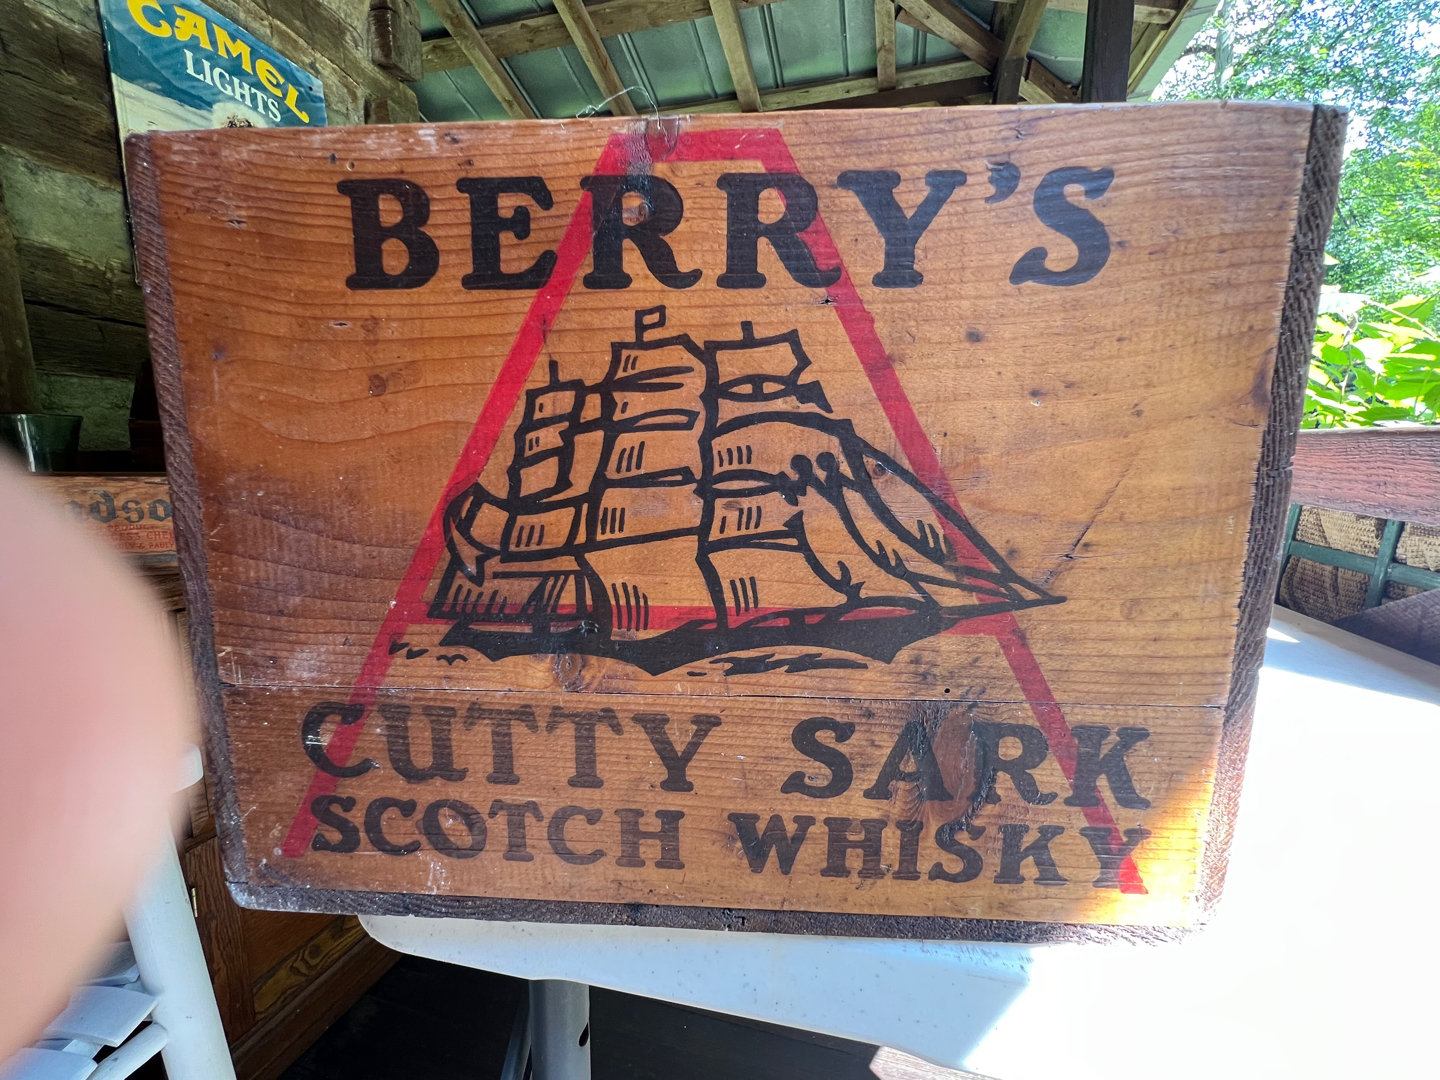 CAMEL
LIGHTS
BERRY'S
CUTTY SARK
SCOTCH WHISKY